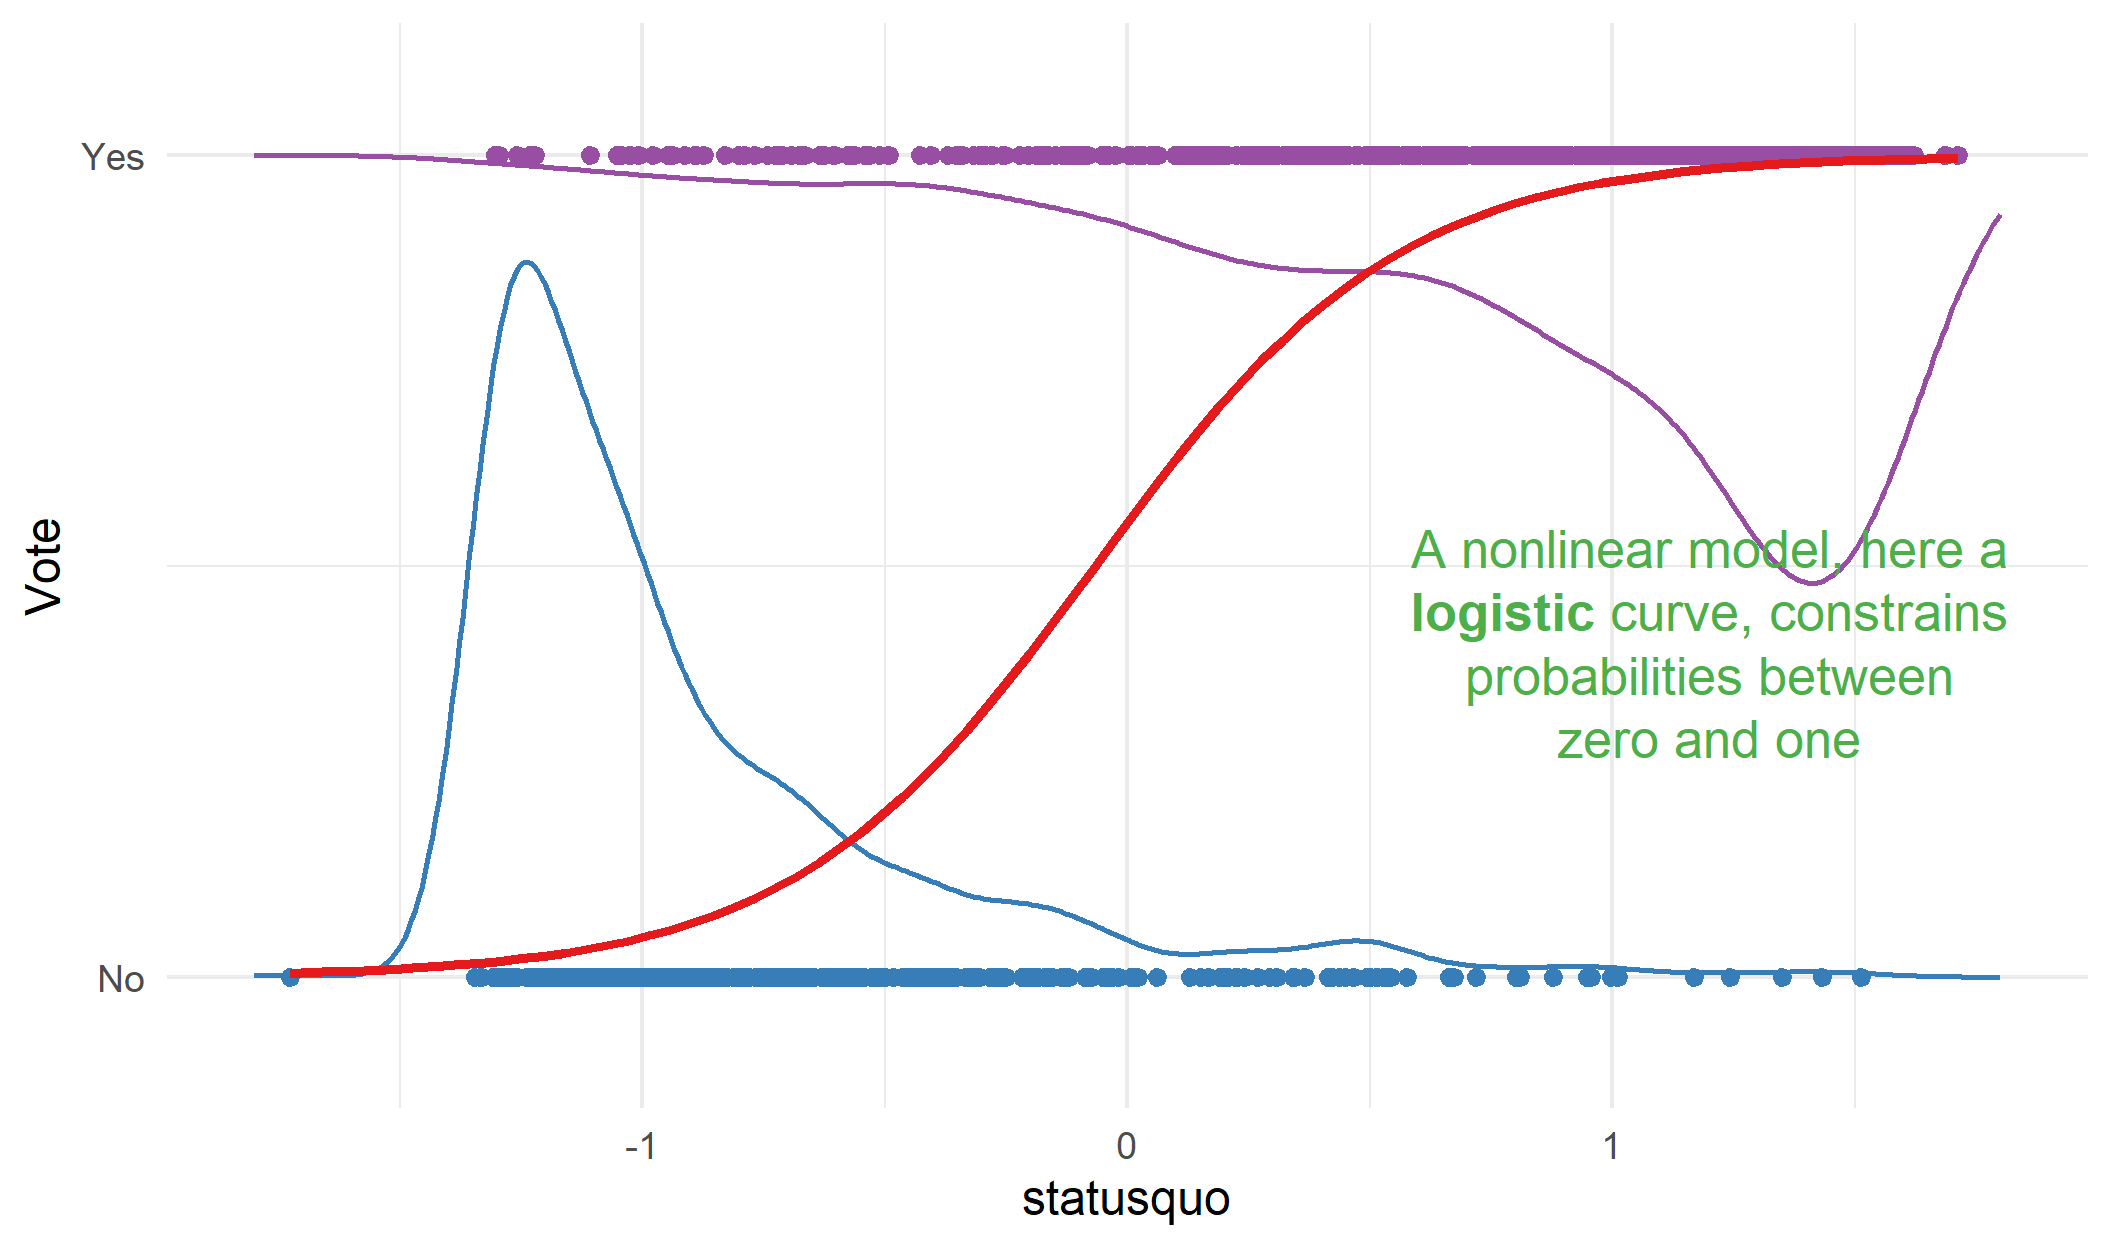 Yes
A nonlinear model, here a
logistic curve, constrains
probabilities between
zero and one
Vote
No
-1 0 1
statusquo